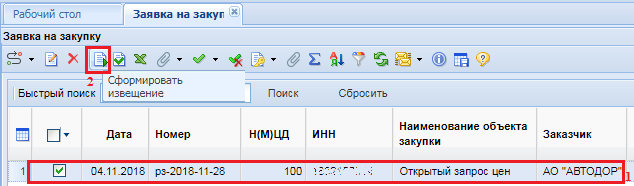 Рабочий стол
Заявка на закуп
Заявка на закупку
2
Сформировать
извещение
Быстрый поиск
Поиск
Сбросить
Дата
Номер
Н(М)ЦД
ИНН
Наименование объекта
закупки
Заказчик
1 04.11.2018 рз-2018-11-28 100 Открытый запрос цен АО "АВТОДОР" 1